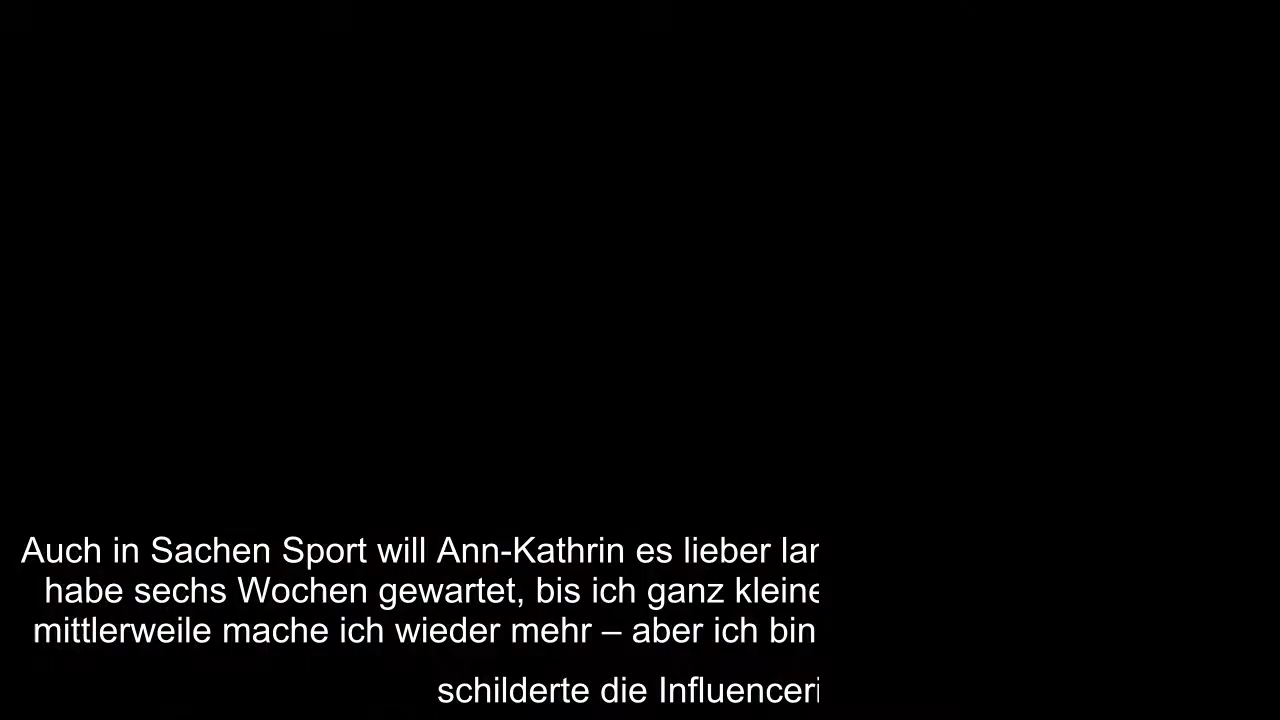 Auch in Sachen Sport will Ann-Kathrin es lieber
habe sechs Wochen gewartet, bis ich ganz
mittlerweile mache ich wieder mehr – aber ich bin
schilderte die